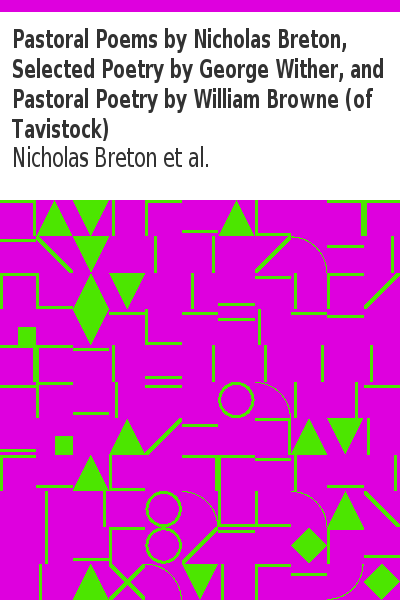 Pastoral Poems by Nicholas Breton,
Selected Poetry by George Wither, and
Pastoral Poetry by William Browne (of
Tavistock)
Nicholas Breton et al.